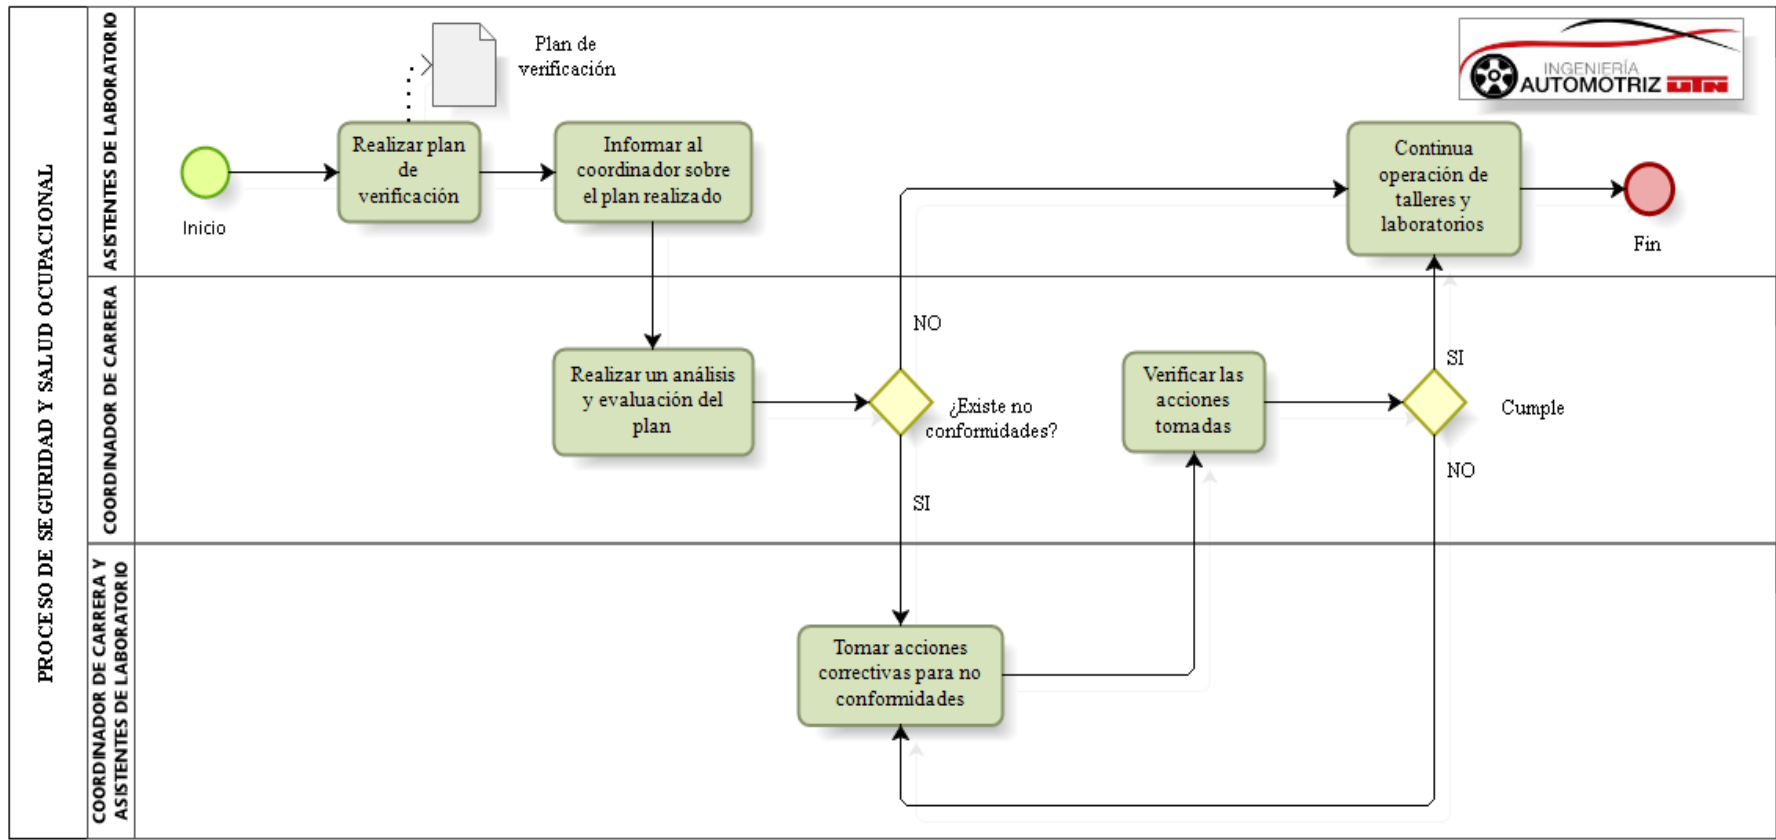 PROCESO DE SEGURIDAD Y SALUD OCUPACIONAL
ASISTENTES DE LABORATORIO
Plan de
verificación
INGENIERÍA
AUTOMOTRIZ UTN
Inicio
Realizar plan
de
verificación
Informar al
coordinador sobre
el plan realizado
Continua
operación de
talleres y
laboratorios
Fin
COORDINADOR DE CARRERA
NO
Realizar un análisis
y evaluación del
plan
¿Existe no
conformidades?
SI
Verificar las
acciones
tomadas
SI
Cumple
NO
COORDINADOR DE CARRERA Y
ASISTENTES DE LABORATORIO
Tomar acciones
correctivas para no
conformidades